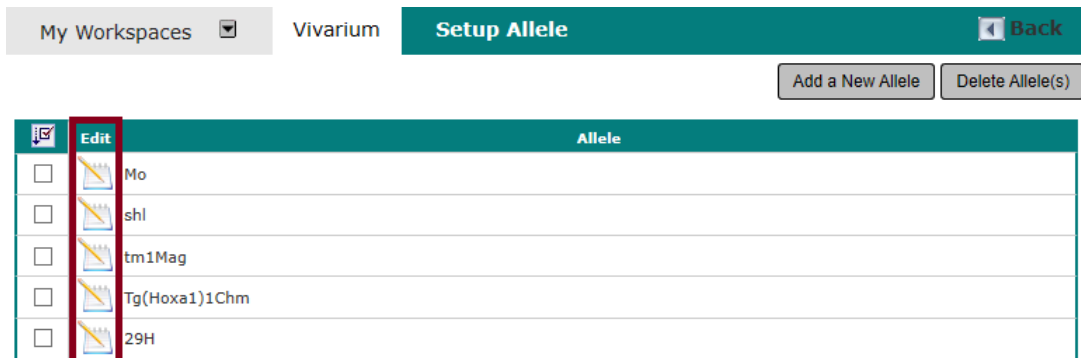 My Workspaces Vivarium Setup Allele Back
Add a New Allele Delete Allele(s)
Edit Allele
Mo
shl
tm1Mag
Tg(Hoxa1)1Chm
29H